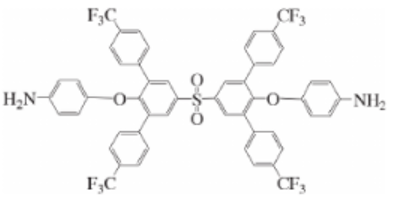 F₃C CF₃
O
H₂N O S O NH₂
O
F₃C CF₃